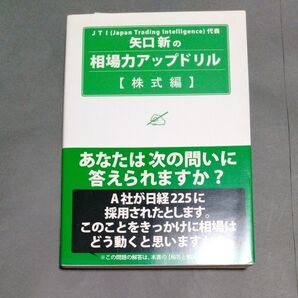 JTI(Japan Trading Intelligence)代表
矢口 新の
相場力アップドリル
【株式編】
あなたは次の問いに
答えられますか?
A社が日経225に
採用されたとします。
このことをきっかけに相場は
どう動くと思いますか
※この問題の解答は、本書の【解答と